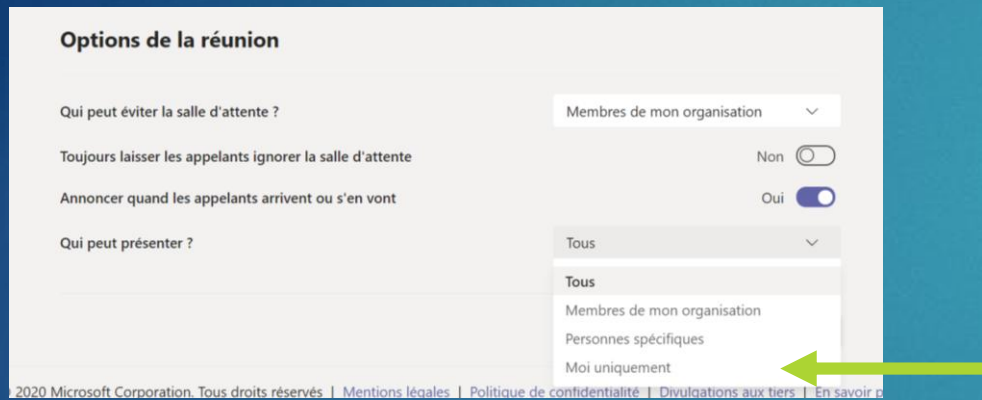 Options de la réunion
Qui peut éviter la salle d'attente ? Membres de mon organisation
Toujours laisser les appelants ignorer la salle d'attente Non
Annoncer quand les appelants arrivent ou s'en vont Oui
Qui peut présenter ? Tous
Tous
Membres de mon organisation
Personnes spécifiques
Moi uniquement
2020 Microsoft Corporation. Tous droits réservés | Mentions légales | Politique de confidentialité | Divulgations aux tiers | En savoir